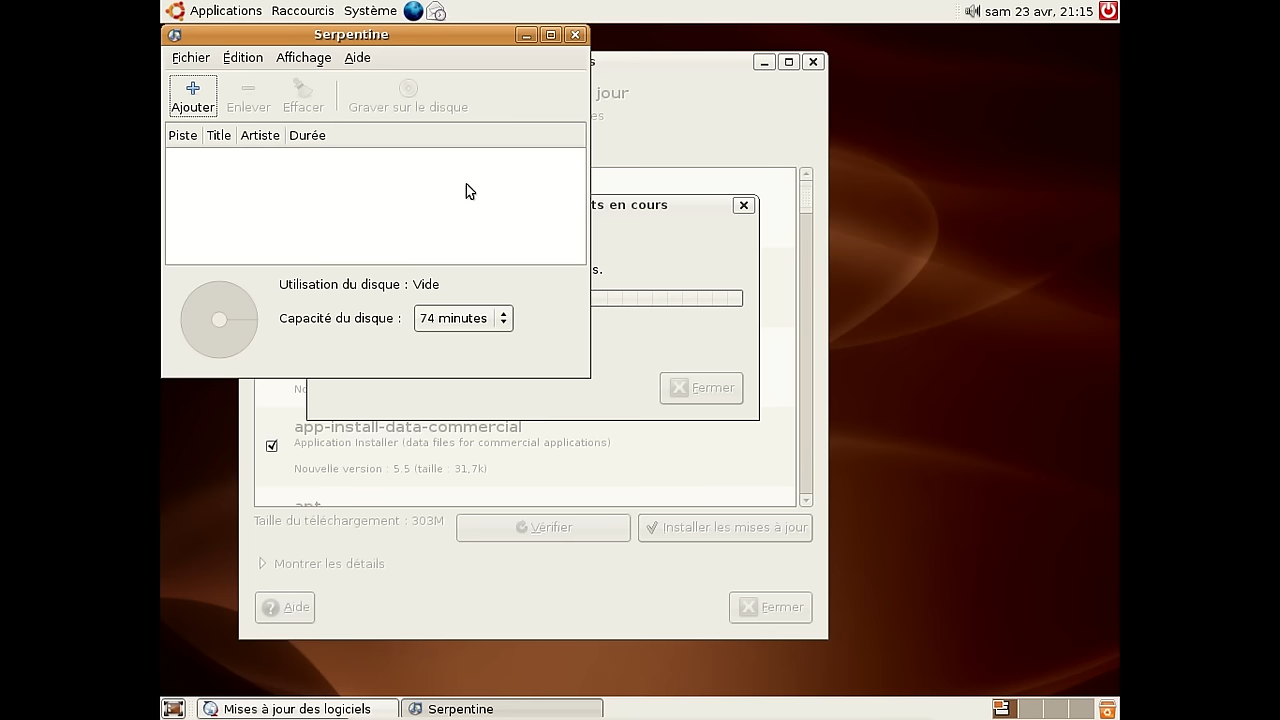 Applications Raccourcis Système
sam 23 avr, 21:15
Serpentine
Fichier Édition Affichage Aide
Ajouter Enlever Effacer Graver sur le disque
Piste Title Artiste Durée
Utilisation du disque : Vide
Capacité du disque : 74 minutes
s
jour
es
ts en cours
s.
Fermer
No
app-install-data-commercial
Application Installer (data files for commercial applications)
Nouvelle version : 5.5 (taille : 31,7k)
apt
Taille du téléchargement : 303M
Vérifier
Installer les mises à jour
Montrer les détails
Aide
Fermer
Mises à jour des logiciels
Serpentine